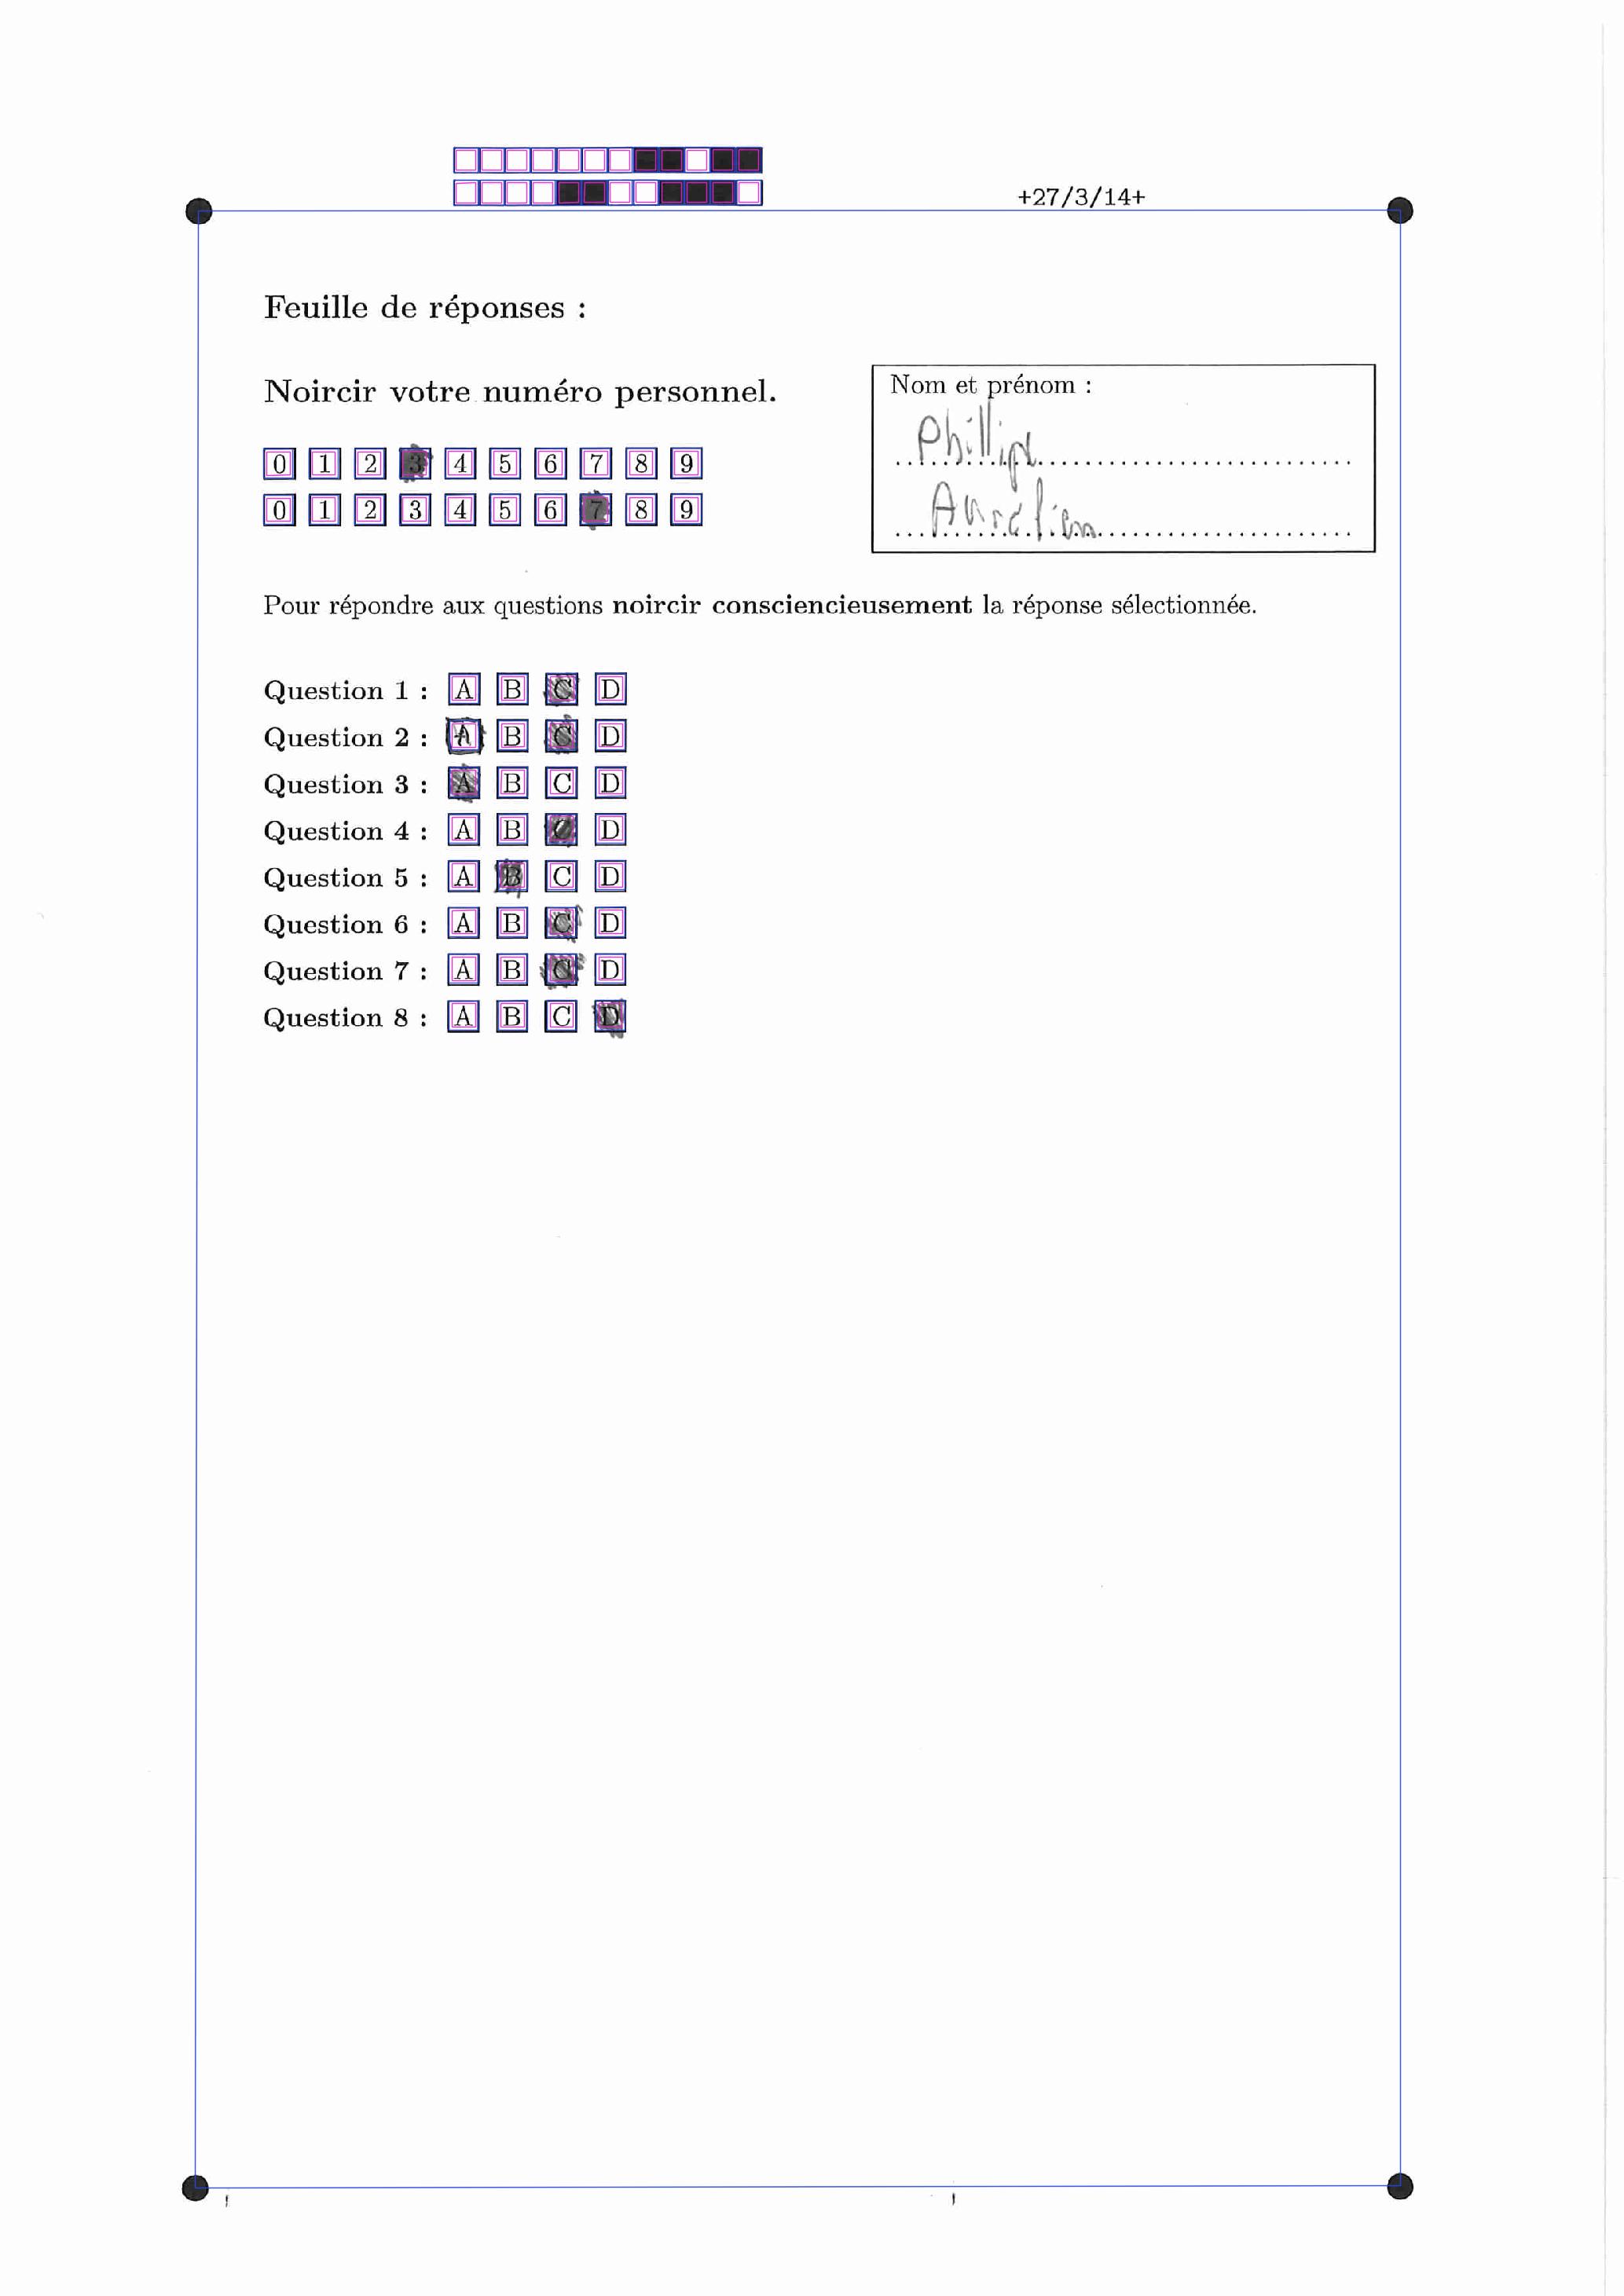 +27/3/14+
Feuille de réponses :
Noircir votre numéro personnel.
Nom et prénom :
Phillipe
Aurélien
0 1 2 3 4 5 6 7 8 9
0 1 2 3 4 5 6 7 8 9
Pour répondre aux questions noircir consciencieusement la réponse sélectionnée.
Question 1 : A B C D
Question 2 : A B C D
Question 3 : A B C D
Question 4 : A B C D
Question 5 : A B C D
Question 6 : A B C D
Question 7 : A B C D
Question 8 : A B C D